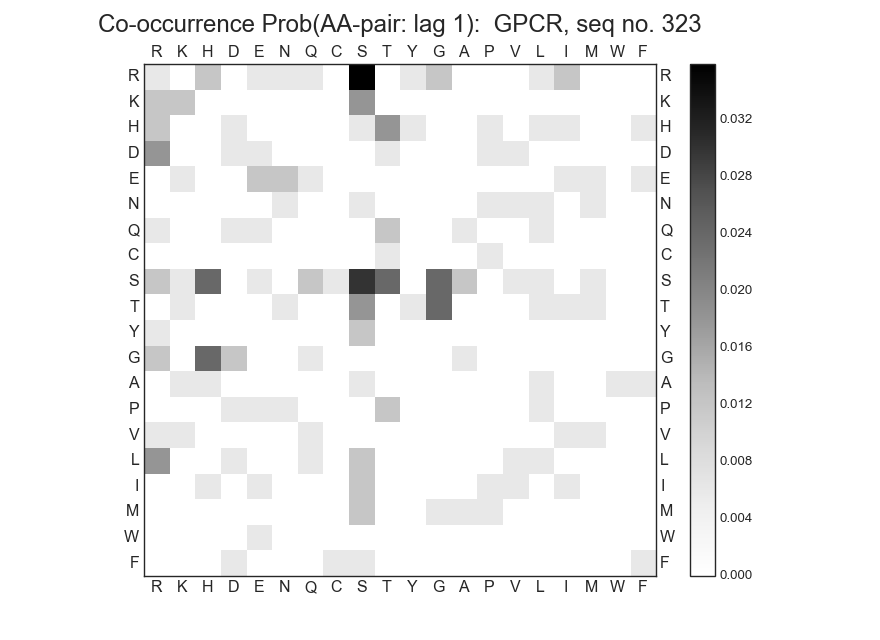 Co-occurrence Prob(AA-pair: lag 1):  GPCR, seq no. 323
R K H D E N Q C S T Y G A P V L I M W F
R R
K K
H H
D D
E E
N N
Q Q
C C
S S
T T
Y Y
G G
A A
P P
V V
L L
I I
M M
W W
F F
R K H D E N Q C S T Y G A P V L I M W F
0.032
0.028
0.024
0.020
0.016
0.012
0.008
0.004
0.000